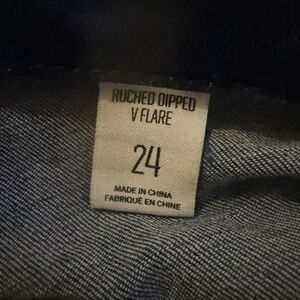 RUCHED DIPPED
V FLARE
24
MADE IN CHINA
FABRIQUÉ EN CHINE